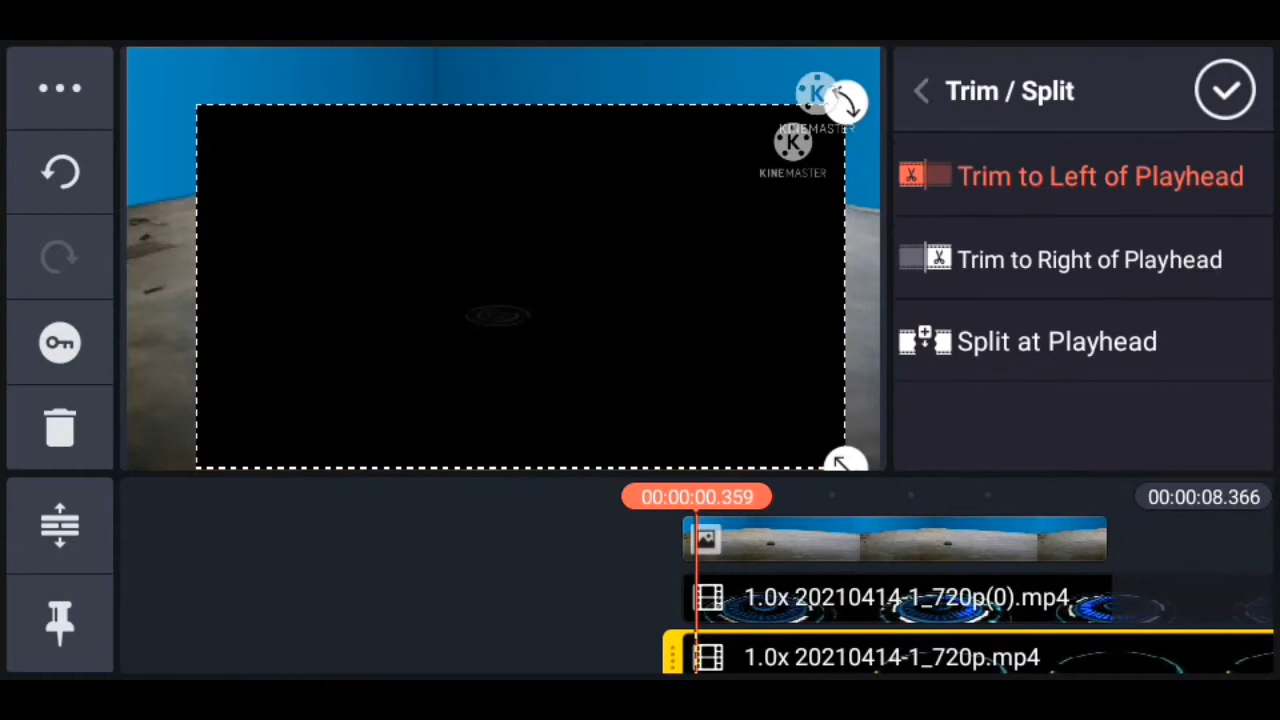 Trim / Split
K
KINEMASTER
K
KINEMASTER
Trim to Left of Playhead
Trim to Right of Playhead
Split at Playhead
00:00:00.359
00:00:08.366
1.0x 20210414-1_720p(0).mp4
1.0x 20210414-1_720p.mp4